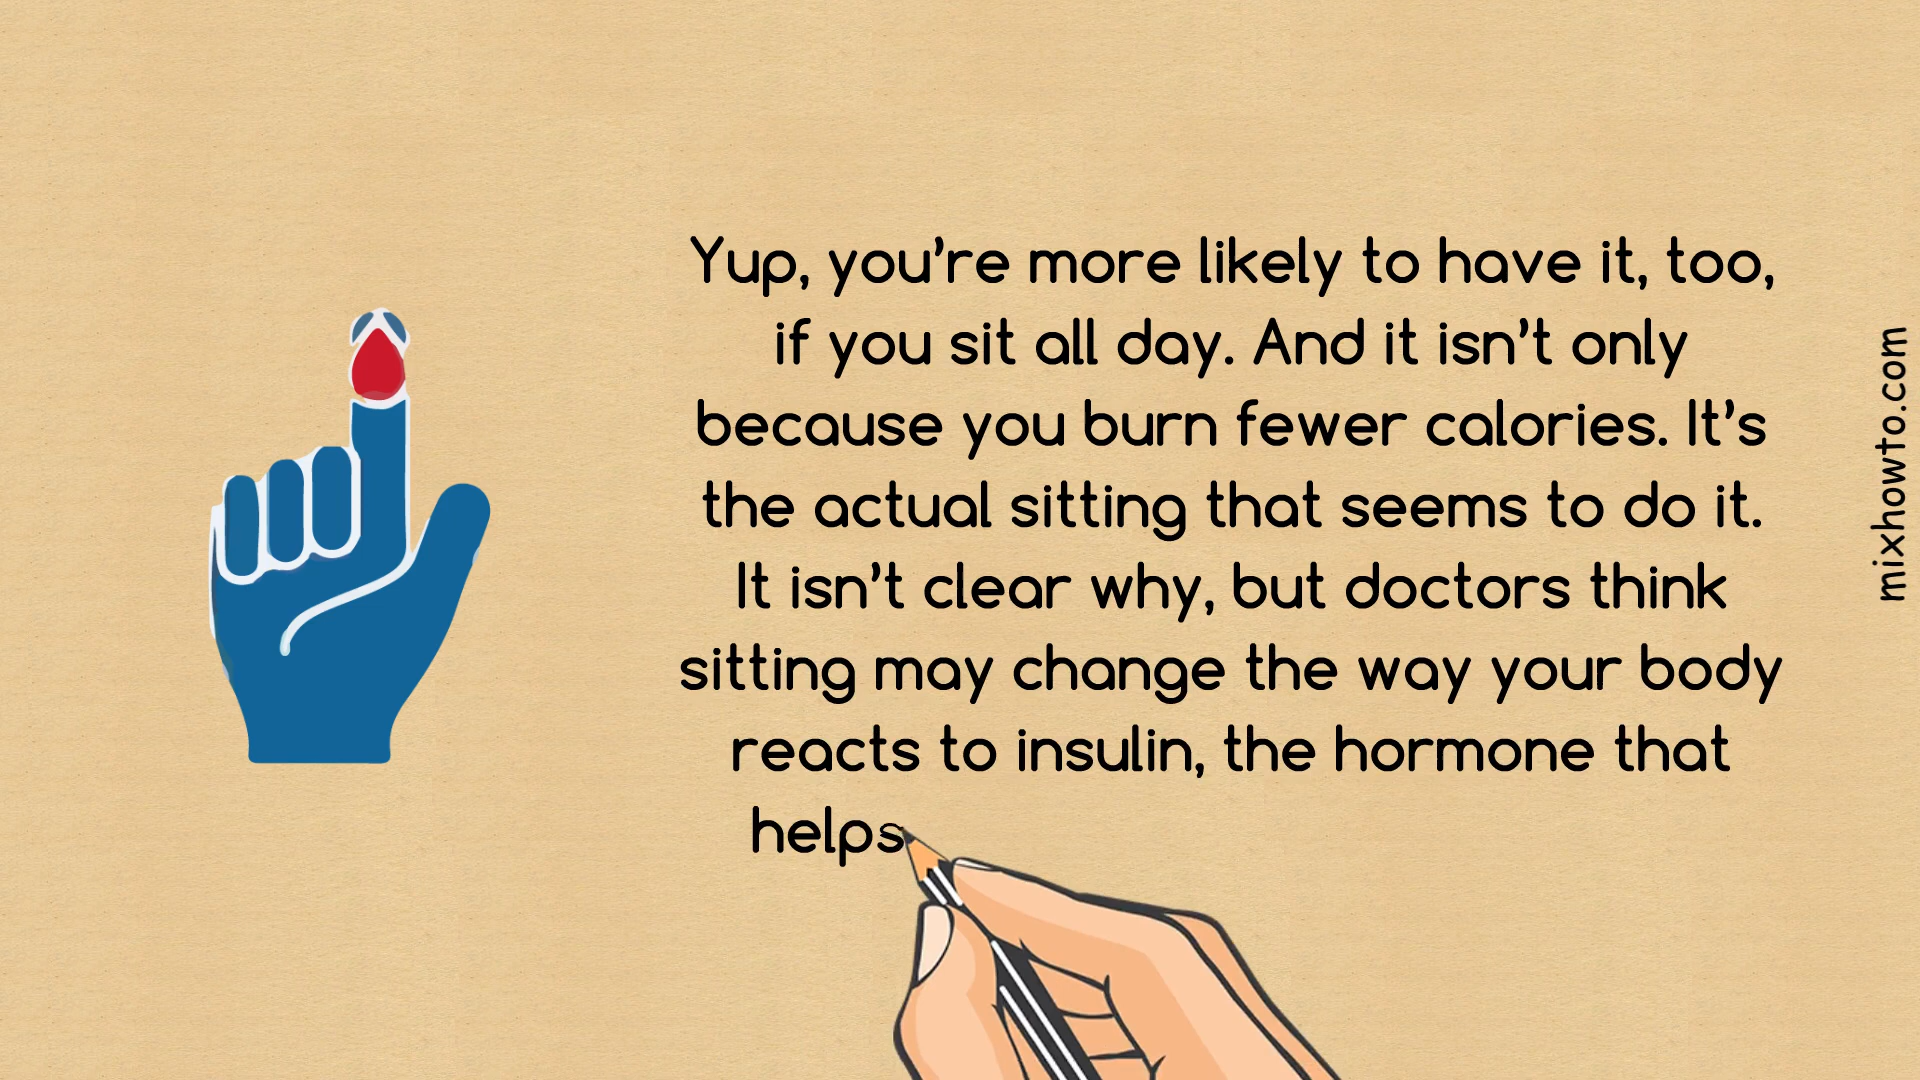 Yup, you’re more likely to have it, too,
if you sit all day. And it isn’t only
because you burn fewer calories. It’s
the actual sitting that seems to do it.
It isn’t clear why, but doctors think
sitting may change the way your body
reacts to insulin, the hormone that
helps
mixhowto.com